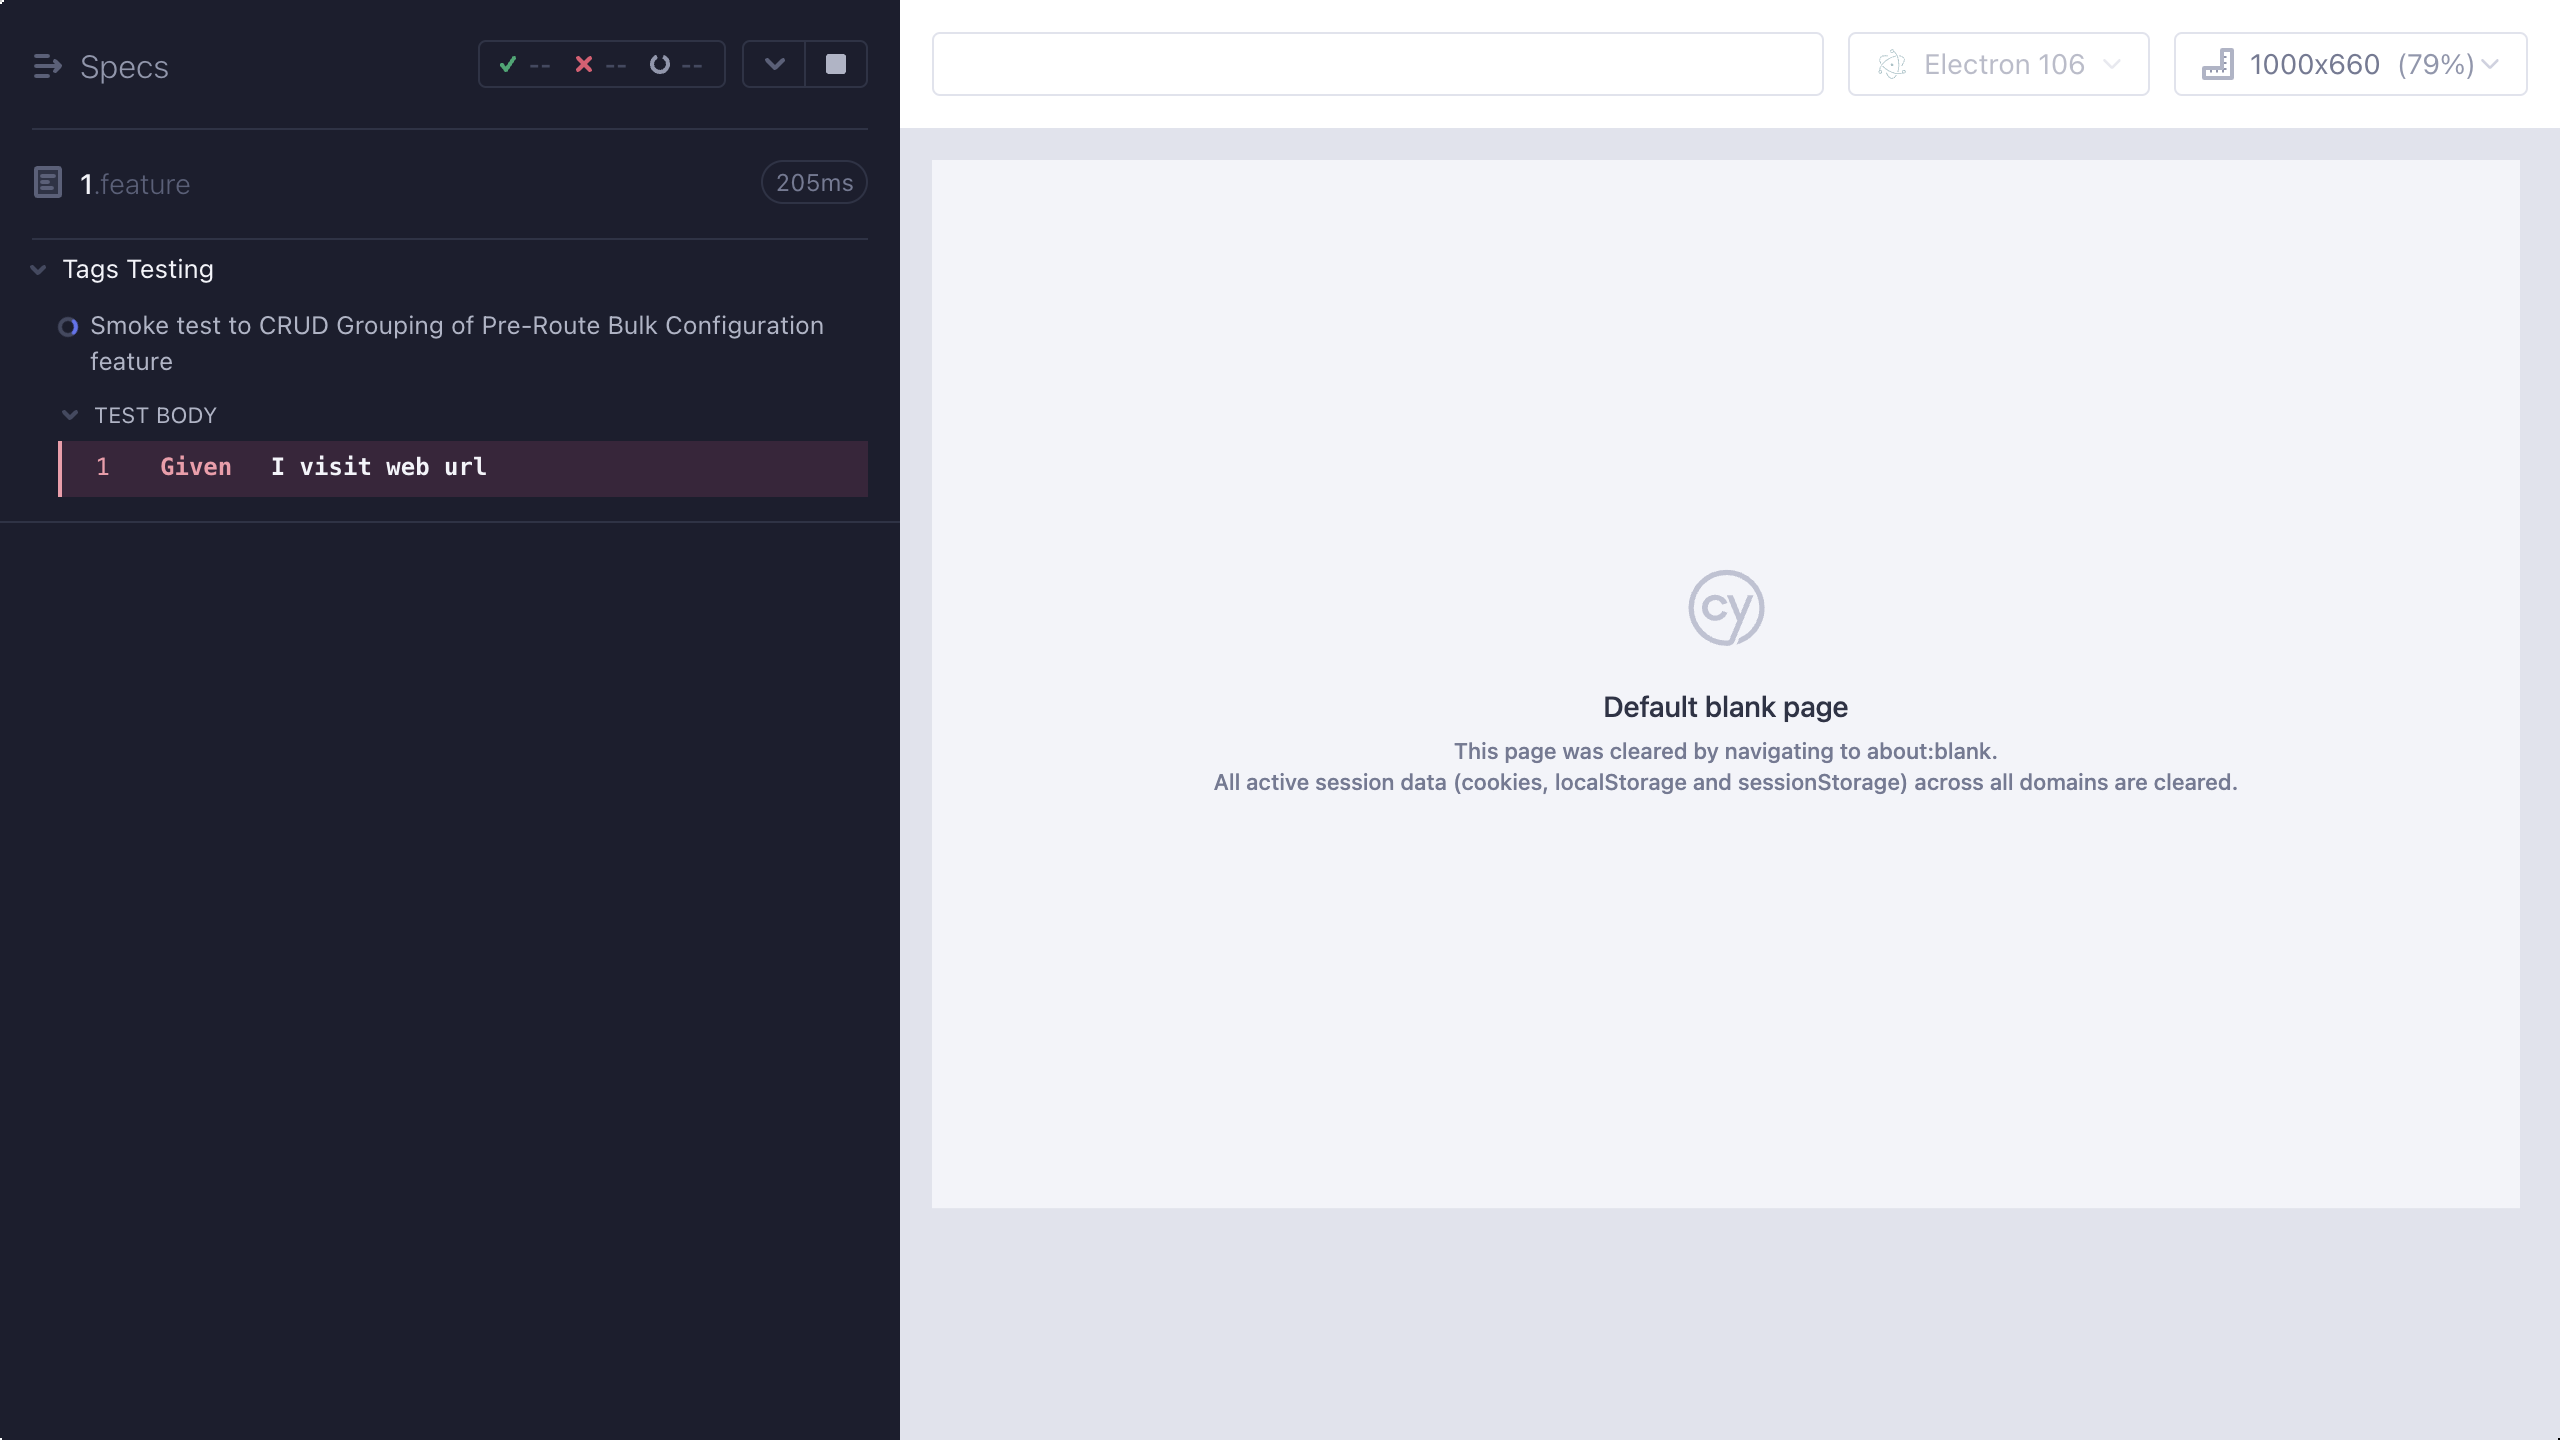 Specs
--
--
--
1.feature
205ms
Tags Testing
Smoke test to CRUD Grouping of Pre-Route Bulk Configuration
feature
TEST BODY
1 Given I visit web url
Electron 106
1000x660 (79%)
cy
Default blank page
This page was cleared by navigating to about:blank.
All active session data (cookies, localStorage and sessionStorage) across all domains are cleared.